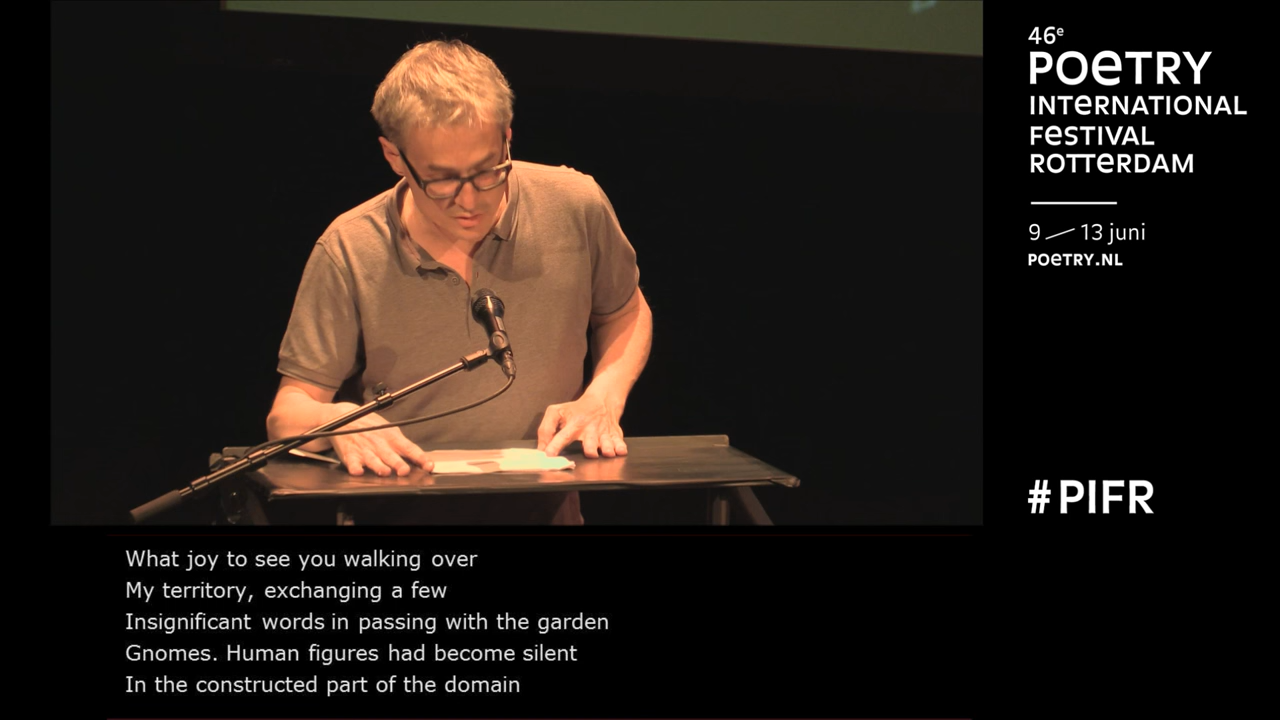 46e
POeTRY
INTeRNATIONAL
FeSTIVAL
ROTTeRDAM
9 — 13 juni
POeTRY.NL
#PIFR
What joy to see you walking over
My territory, exchanging a few
Insignificant words in passing with the garden
Gnomes. Human figures had become silent
In the constructed part of the domain